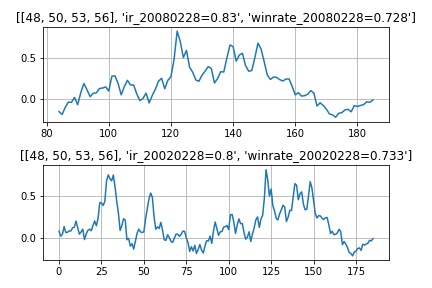 [[48, 50, 53, 56], 'ir_20080228=0.83', 'winrate_20080228=0.728']
0.5
0.0
80 100 120 140 160 180
[[48, 50, 53, 56], 'ir_20020228=0.8', 'winrate_20020228=0.733']
0.5
0.0
0 25 50 75 100 125 150 175